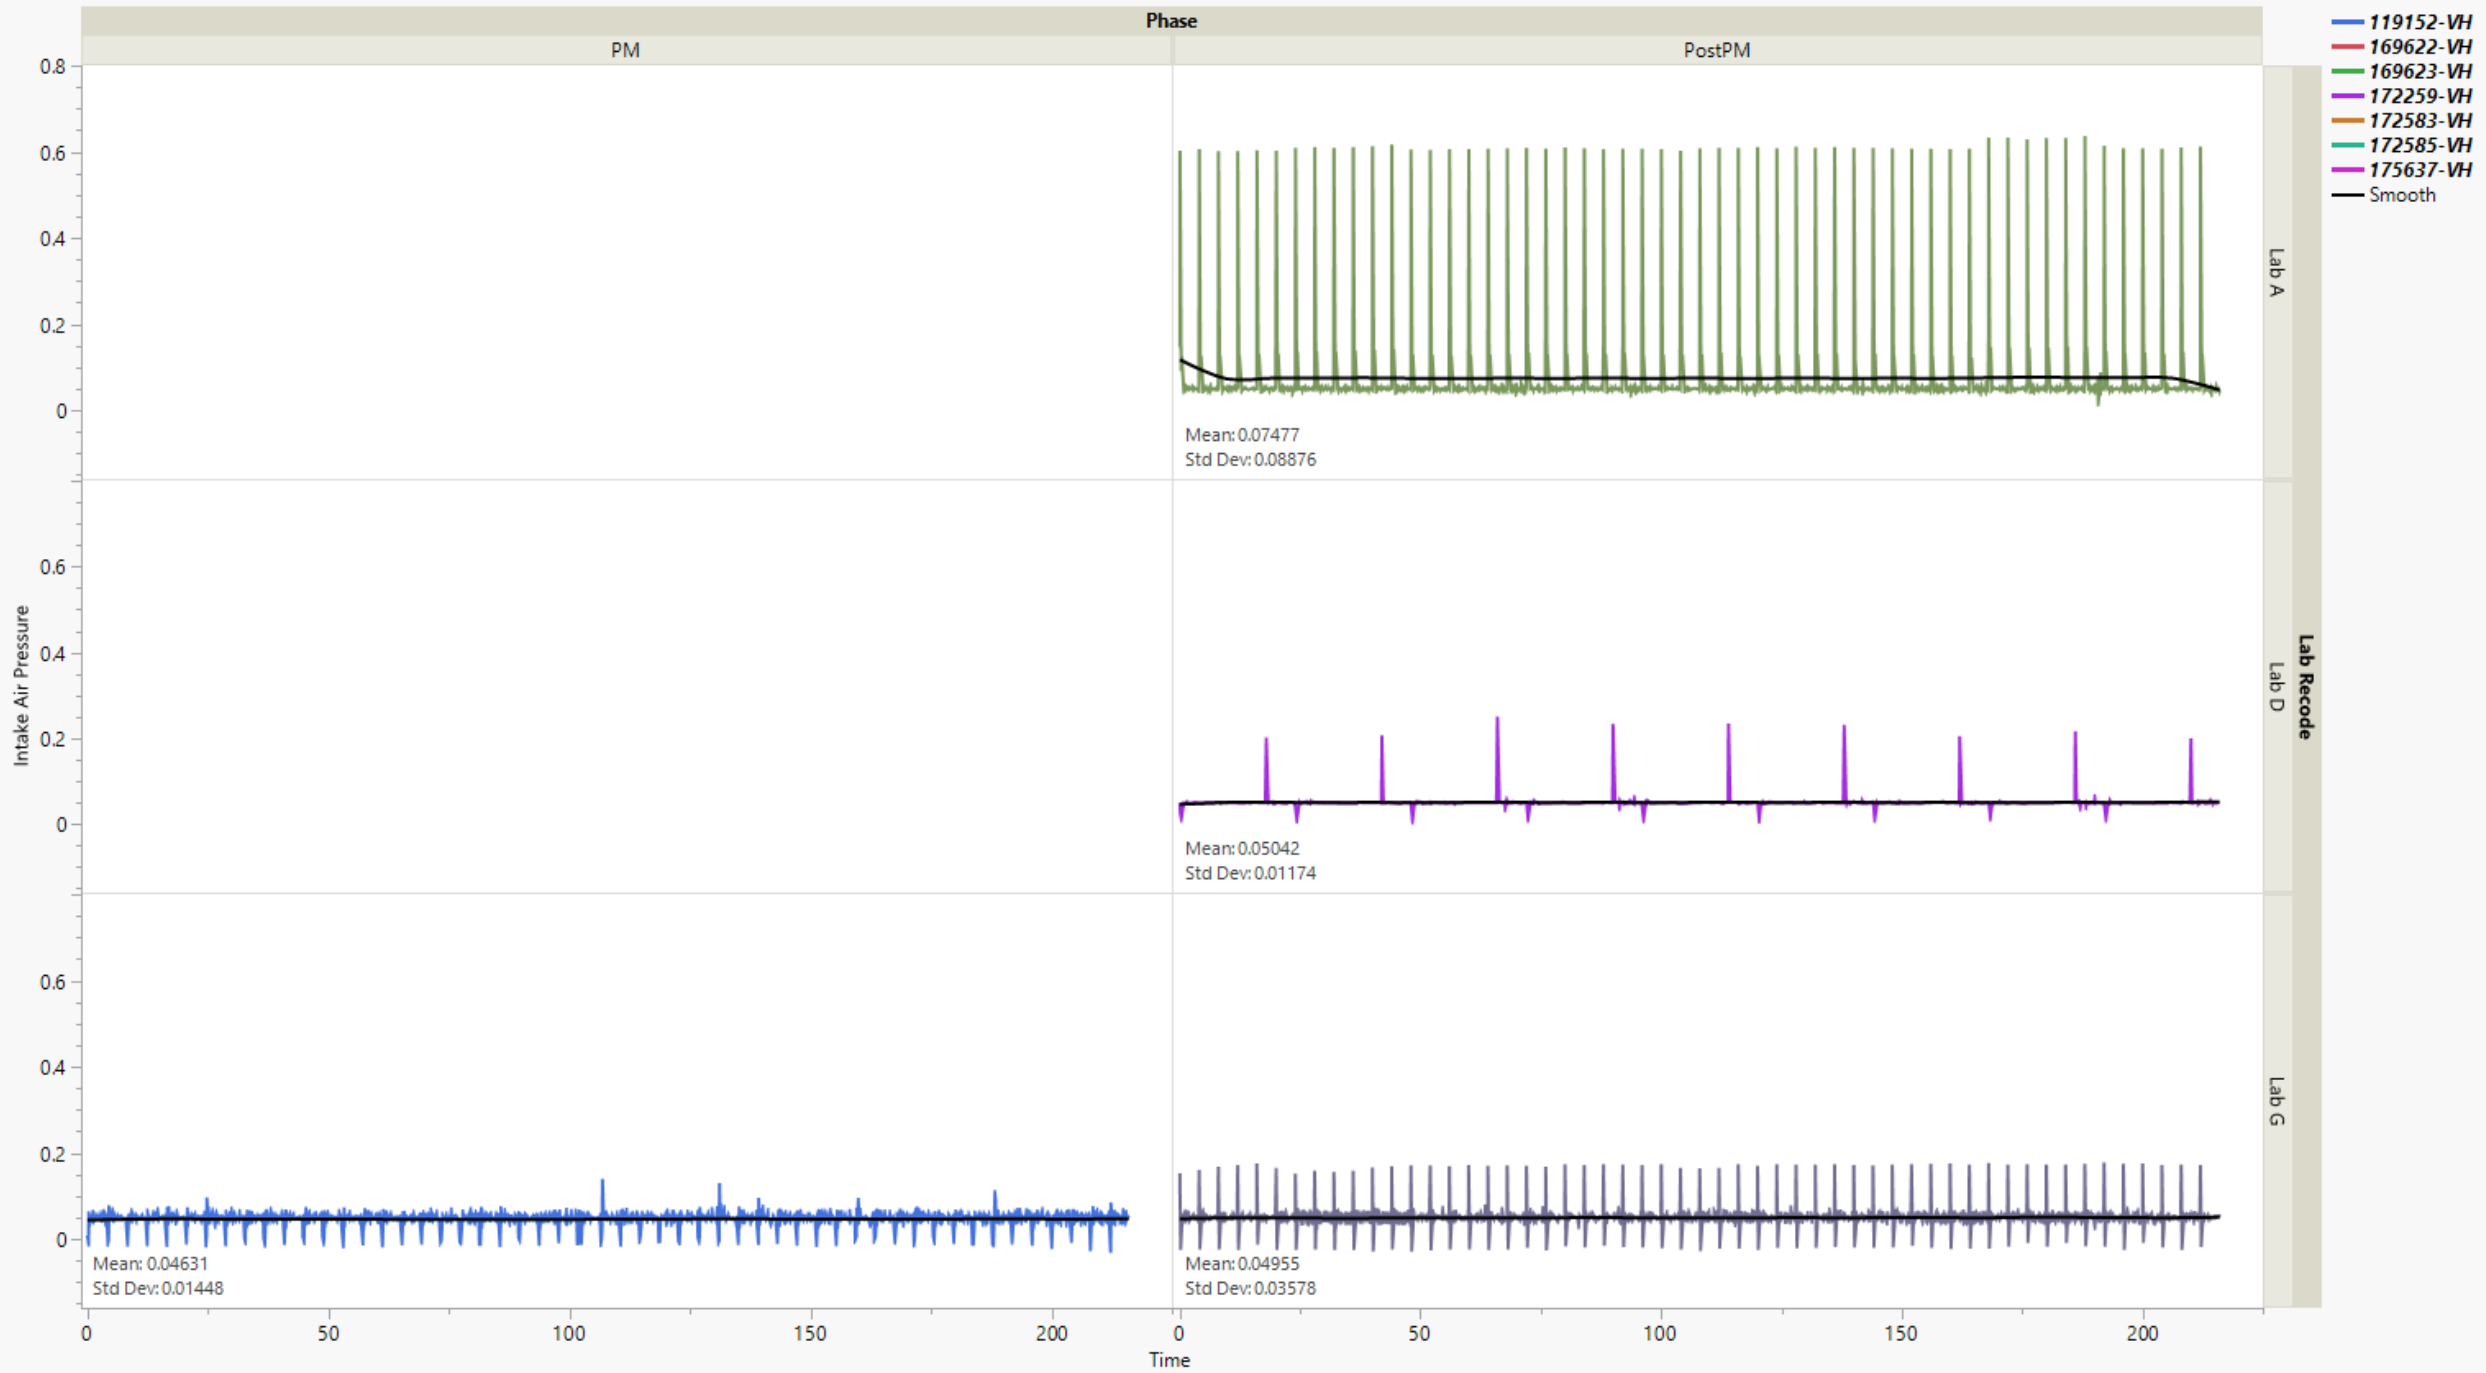 Phase
PM
PostPM
119152-VH
169622-VH
169623-VH
172259-VH
172583-VH
172585-VH
175637-VH
Smooth
0.8
0.6
0.4
0.2
0
Mean: 0.07477
Std Dev: 0.08876
Lab A
0.6
0.4
0.2
0
Mean: 0.05042
Std Dev: 0.01174
Lab D
0.6
0.4
0.2
0
Mean: 0.04631
Std Dev: 0.01448
Mean: 0.04955
Std Dev: 0.03578
Lab G
Lab Recode
Intake Air Pressure
0 50 100 150 200 0 50 100 150 200
Time